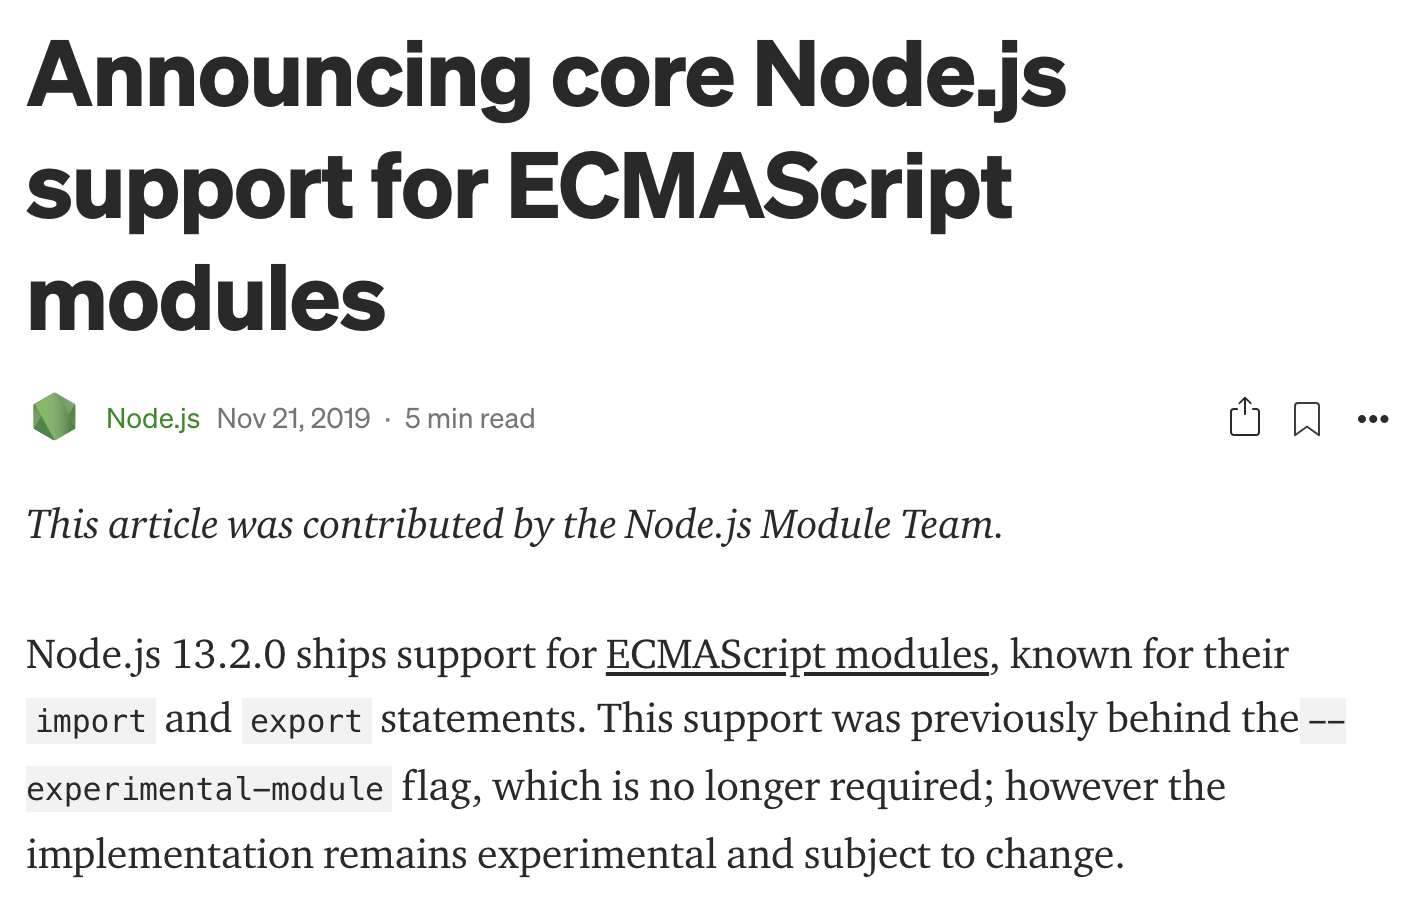 Announcing core Node.js
support for ECMAScript
modules
Node.js Nov 21, 2019 · 5 min read
This article was contributed by the Node.js Module Team.
Node.js 13.2.0 ships support for ECMAScript modules, known for their
import and export statements. This support was previously behind the --
experimental-module flag, which is no longer required; however the
implementation remains experimental and subject to change.